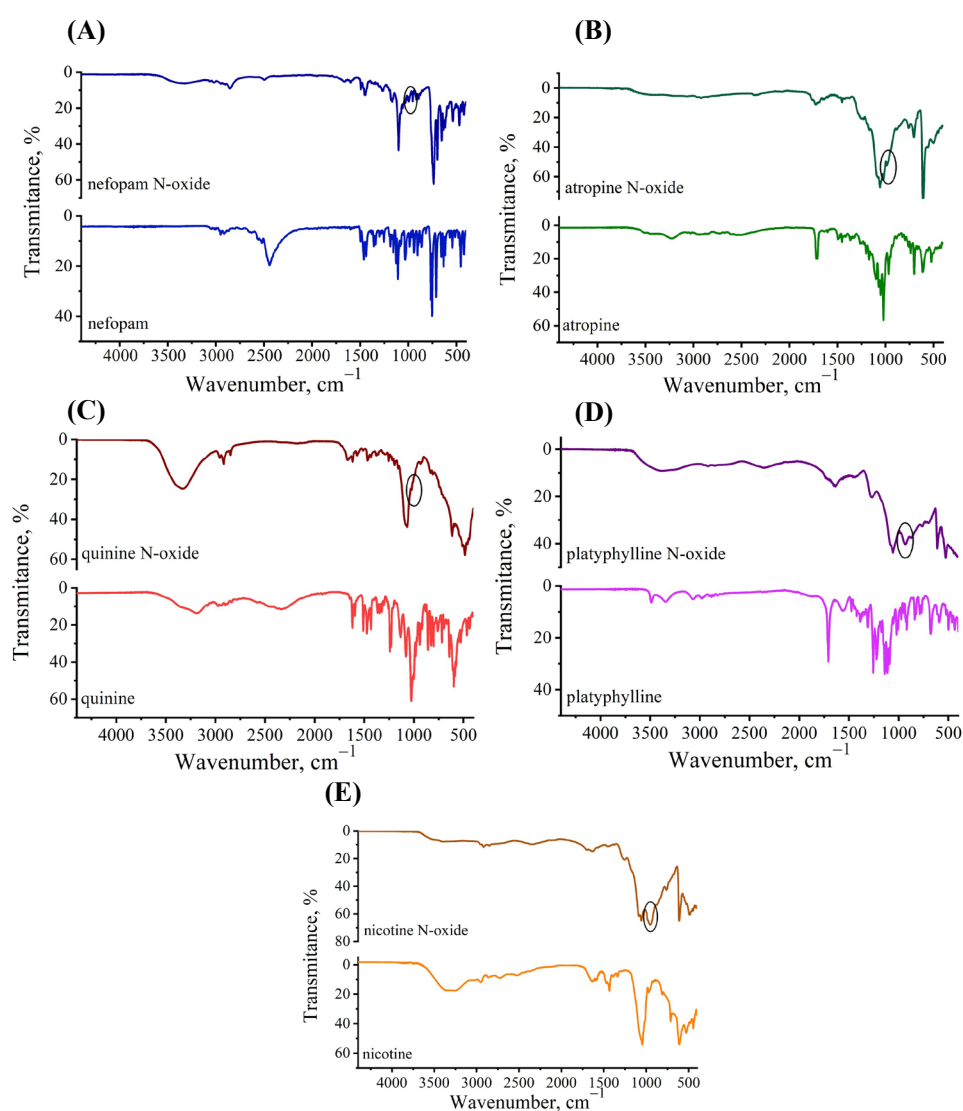 (A)
0
20
40
60
nefopam N-oxide
0
20
40
nefopam
Transmitance, %
4000 3500 3000 2500 2000 1500 1000 500
Wavenumber, cm−1
(B)
0
20
40
60
atropine N-oxide
0
20
40
60
atropine
Transmitance, %
4000 3500 3000 2500 2000 1500 1000 500
Wavenumber, cm−1
(C)
0
20
40
60
quinine N-oxide
0
20
40
60
quinine
Transmitance, %
4000 3500 3000 2500 2000 1500 1000 500
Wavenumber, cm−1
(D)
0
20
40
platyphylline N-oxide
0
20
40
platyphylline
Transmitance, %
4000 3500 3000 2500 2000 1500 1000 500
Wavenumber, cm−1
(E)
0
20
40
60
80
nicotine N-oxide
0
20
40
60
nicotine
Transmitance, %
4000 3500 3000 2500 2000 1500 1000 500
Wavenumber, cm−1